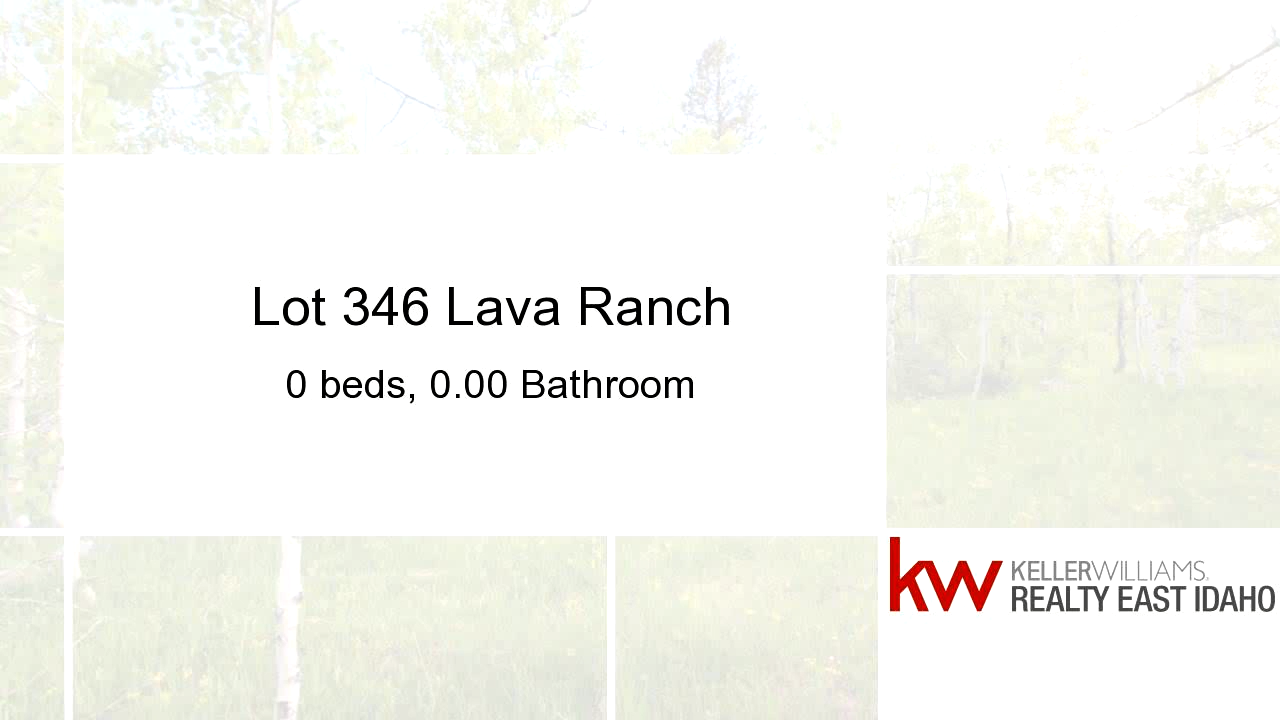 Lot 346 Lava Ranch
0 beds, 0.00 Bathroom
kw KELLERWILLIAMS.
REALTY EAST IDAHO